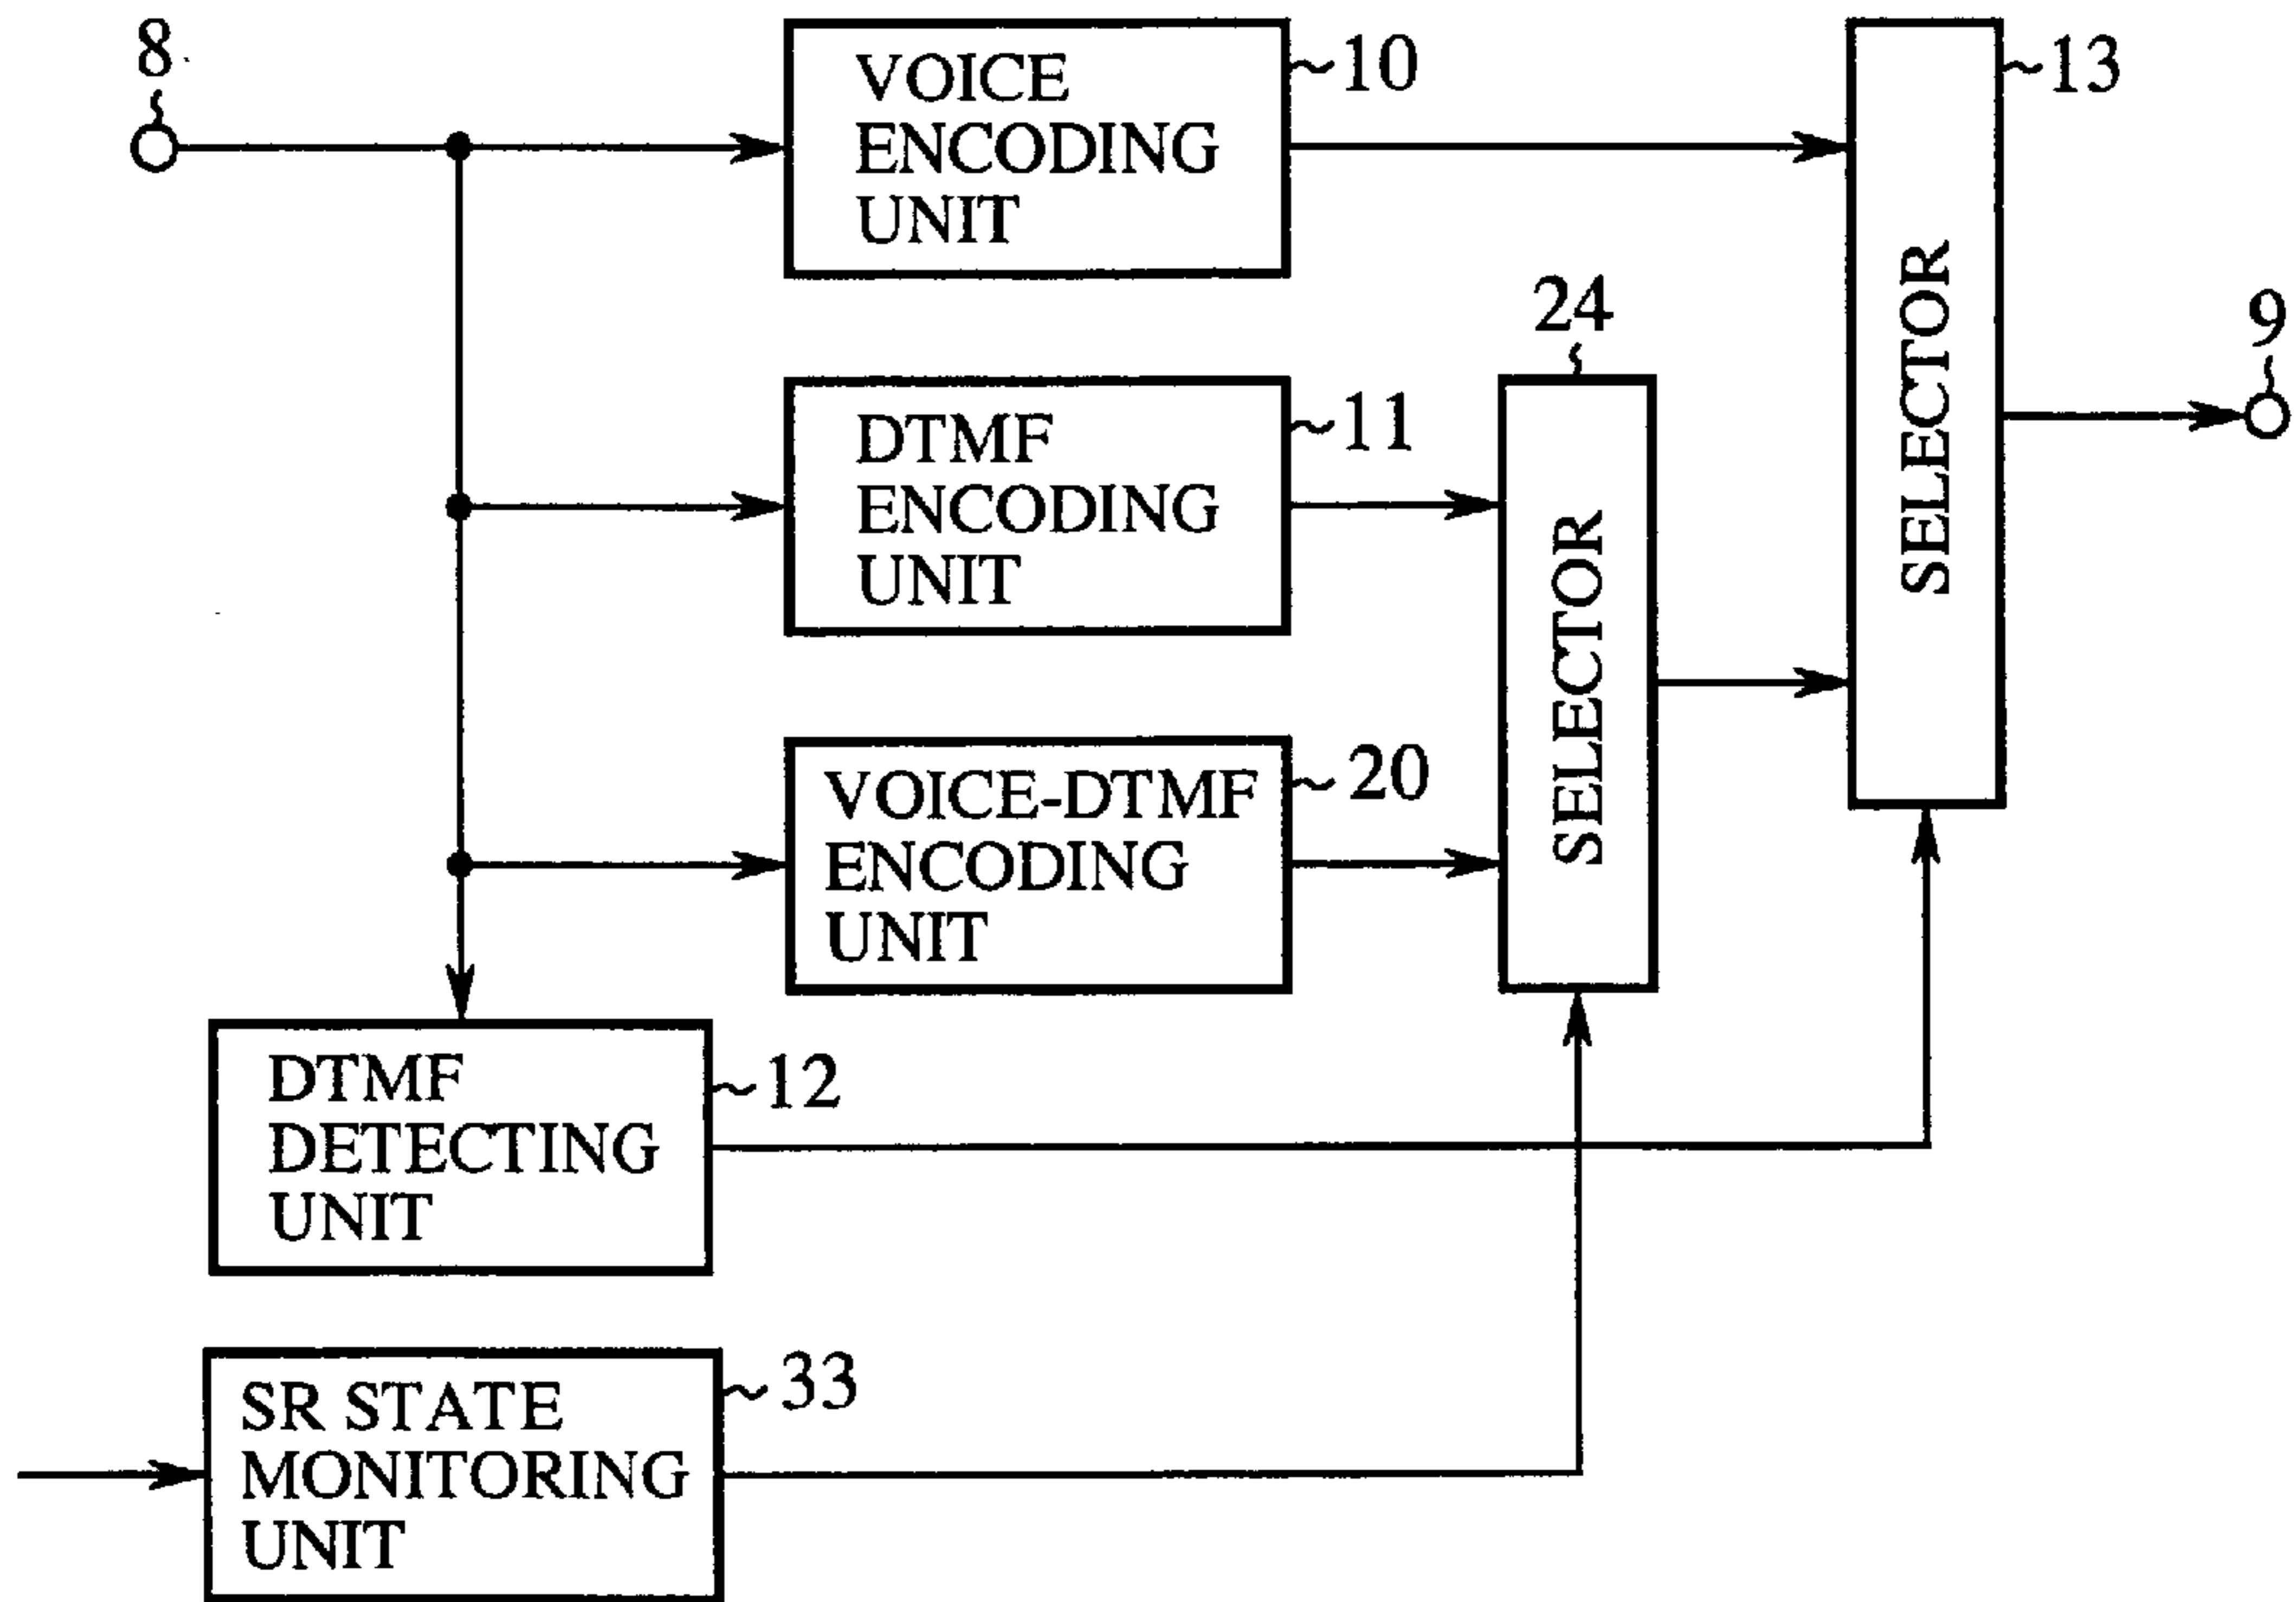 8
VOICE
ENCODING
UNIT
10
13
SELECTOR
9
24
DTMF
ENCODING
UNIT
11
SELECTOR
VOICE-DTMF
ENCODING
UNIT
20
DTMF
DETECTING
UNIT
12
SR STATE
MONITORING
UNIT
33